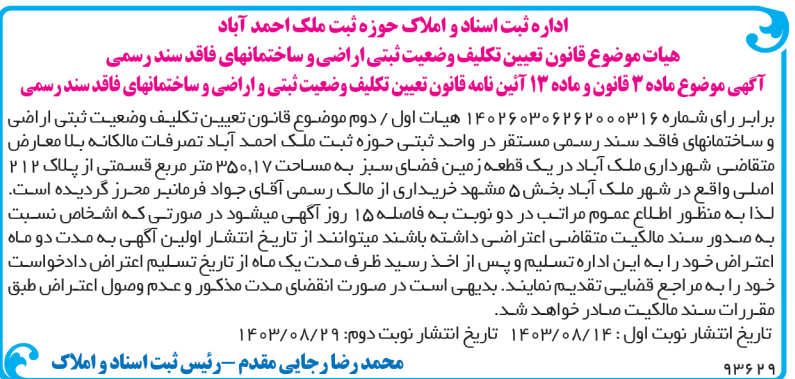 اداره ثبت اسناد و املاک حوزه ثبت ملک احمد آباد
هیات موضوع قانون تعیین تکلیف وضعیت ثبتی اراضی و ساختمانهای فاقد سند رسمی
آگهی موضوع ماده ۳ قانون و ماده ۱۳ آئین نامه قانون تعیین تکلیف وضعیت ثبتی و اراضی و ساختمانهای فاقد سند رسمی
برابر رای شماره ۱۴۰۲۶۰۳۰۶۲۶۲۰۰۰۳۱۶ هیات اول / دوم موضوع قانون تعیین تکلیف وضعیت ثبتی اراضی
و ساختمانهای فاقد سند رسمی مستقر در واحد ثبتی حوزه ثبت ملک احمد آباد تصرفات مالکانه بلا معارض
متقاضی شهرداری ملک آباد در یک قطعه زمین فضای سبز به مساحت ۳۵۰,۱۷ متر مربع قسمتی از پلاک ۲۱۲
اصلی واقع در شهر ملک آباد بخش ۵ مشهد خریداری از مالک رسمی آقای جواد فرمانبر محرز گردیده است.
لذا به منظور اطلاع عموم مراتب در دو نوبت به فاصله ۱۵ روز آگهی میشود در صورتی که اشخاص نسبت
به صدور سند مالکیت متقاضی اعتراضی داشته باشند میتوانند از تاریخ انتشار اولین آگهی به مدت دو ماه
اعتراض خود را به این اداره تسلیم و پس از اخذ رسید ظرف مدت یک ماه از تاریخ تسلیم اعتراض دادخواست
خود را به مراجع قضایی تقدیم نمایند. بدیهی است در صورت انقضای مدت مذکور و عدم وصول اعتراض طبق
مقررات سند مالکیت صادر خواهد شد.
تاریخ انتشار نوبت اول : ۱۴۰۳/۰۸/۱۴ تاریخ انتشار نوبت دوم: ۱۴۰۳/۰۸/۲۹
محمد رضا رجایی مقدم –رئیس ثبت اسناد و املاک
۹۳۶۲۹